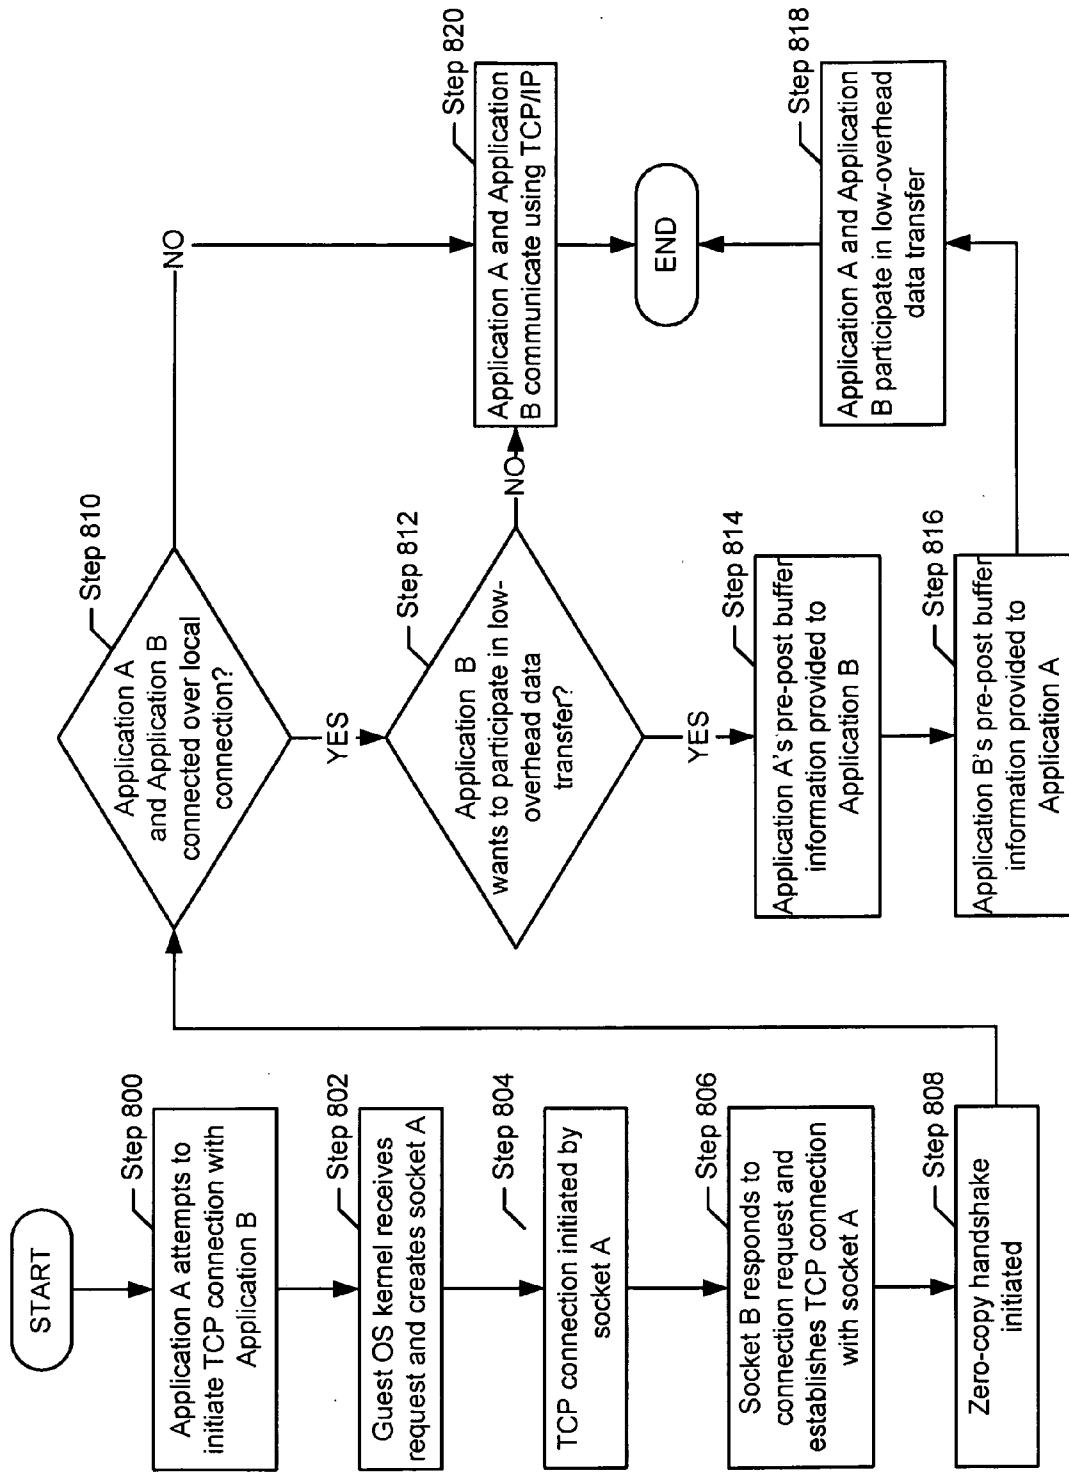 START
Step 800
Application A attempts to
initiate TCP connection with
Application B
Step 802
Guest OS kernel receives
request and creates socket A
Step 804
TCP connection initiated by
socket A
Step 806
Socket B responds to
connection request and
establishes TCP connection
with socket A
Step 808
Zero-copy handshake
initiated
Step 810
Application A
and Application B
connected over local
connection?
NO
YES
Step 812
Application B
wants to participate in low-
overhead data
transfer?
NO
YES
Step 814
Application A's pre-post buffer
information provided to
Application B
Step 816
Application B's pre-post buffer
information provided to
Application A
Step 820
Application A and Application
B communicate using TCP/IP
END
Step 818
Application A and Application
B participate in low-overhead
data transfer